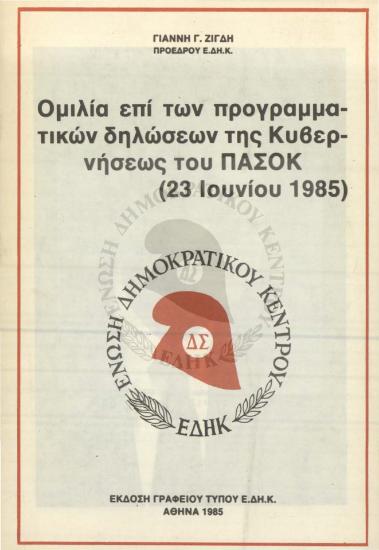 ΓΙΑΝΝΗ Γ. ΖΙΓΔΗ
ΠΡΟΕΔΡΟΥ Ε.ΔΗ.Κ.
Ομιλία επί των προγραμμα-
τικών δηλώσεων της Κυβερ-
νήσεως του ΠΑΣΟΚ
(23 Ιουνίου 1985)
ΕΝΩΣΗ ΔΗΜΟΚΡΑΤΙΚΟΥ ΚΕΝΤΡΟΥ
ΔΣ
ΕΔΗΚ
ΕΚΔΟΣΗ ΓΡΑΦΕΙΟΥ ΤΥΠΟΥ Ε.ΔΗ.Κ.
ΑΘΗΝΑ 1985